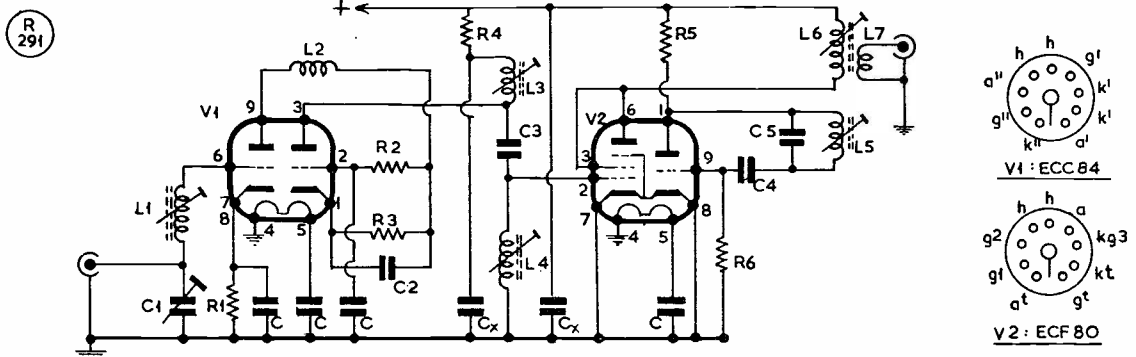 R
291
+
R4
R5
L6
L7
L2
L3
V1
9
3
C3
V2
6
1
C5
L5
6
2
R2
3
2
9
C4
L1
7
8
1
R3
4
5
C2
7
4
5
8
L4
R6
C1
R1
C
C
C
Cx
Cx
C
h
h
g'
a"
k'
g"
k'
k"
a'
V1: ECC84
h
h
a
g2
kg3
g1
kt
at
gt
V2: ECF80